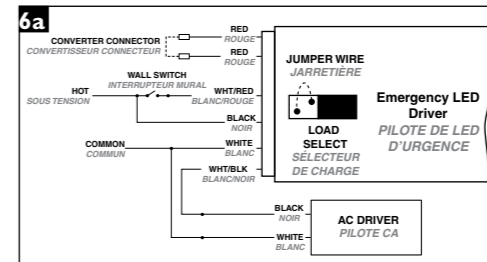 6a
CONVERTER CONNECTOR
CONVERTISSEUR CONNECTEUR
RED
ROUGE
RED
ROUGE
WALL SWITCH
INTERRUPTEUR MURAL
HOT
SOUS TENSION
WHT/RED
BLANC/ROUGE
BLACK
NOIR
COMMON
COMMUN
WHITE
BLANC
WHT/BLK
BLANC/NOIR
JUMPER WIRE
JARRETIÈRE
LOAD
SELECT
SÉLECTEUR
DE CHARGE
Emergency LED
Driver
PILOTE DE LED
D'URGENCE
BLACK
NOIR
WHITE
BLANC
AC DRIVER
PILOTE CA